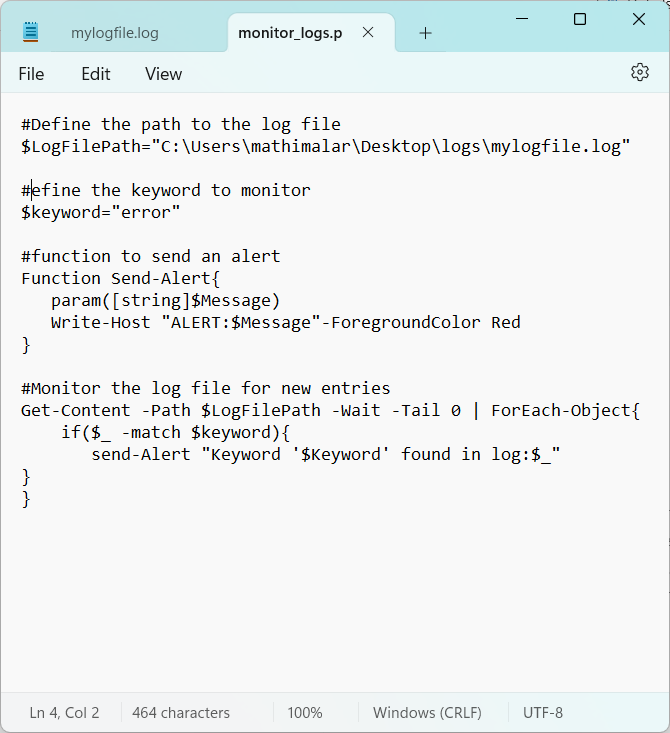 mylogfile.log
monitor_logs.p
File Edit View
#Define the path to the log file
$LogFilePath="C:\Users\mathimalar\Desktop\logs\mylogfile.log"
#efine the keyword to monitor
$keyword="error"
#function to send an alert
Function Send-Alert{
   param([string]$Message)
   Write-Host "ALERT:$Message"-ForegroundColor Red
}
#Monitor the log file for new entries
Get-Content -Path $LogFilePath -Wait -Tail 0 | ForEach-Object{
    if($_ -match $keyword){
       send-Alert "Keyword '$Keyword' found in log:$_"
}
}
Ln 4, Col 2 464 characters 100% Windows (CRLF) UTF-8